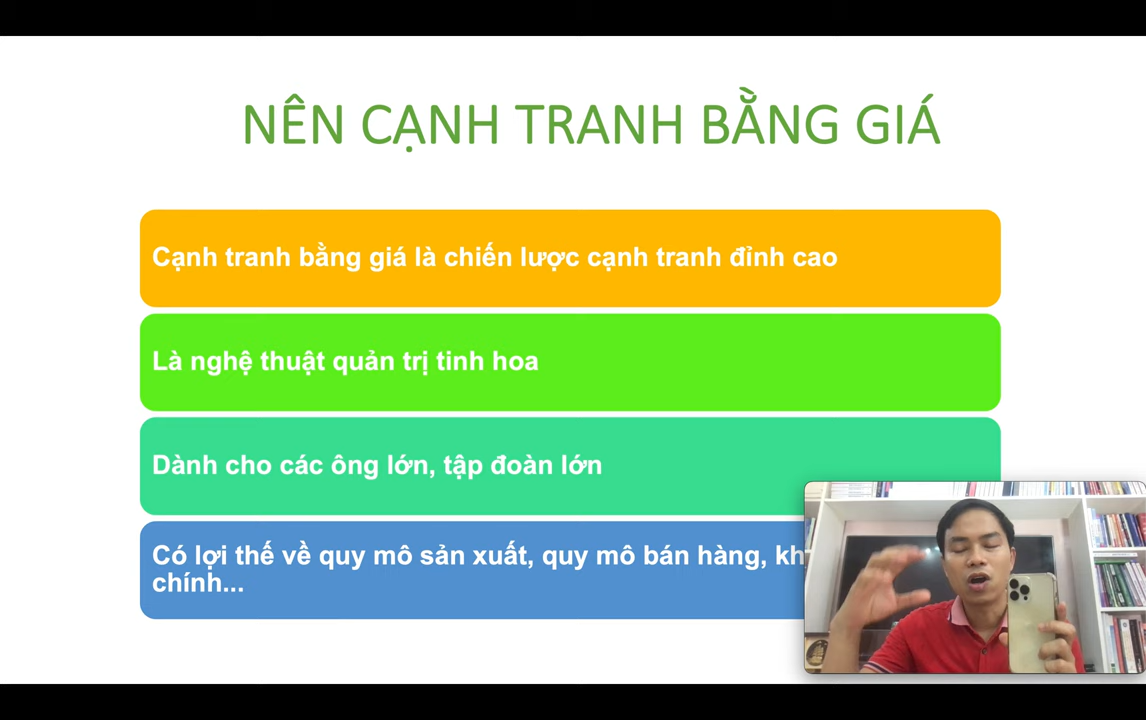 NÊN CẠNH TRANH BẰNG GIÁ
Cạnh tranh bằng giá là chiến lược cạnh tranh đỉnh cao
Là nghệ thuật quản trị tinh hoa
Dành cho các ông lớn, tập đoàn lớn
Có lợi thế về quy mô sản xuất, quy mô bán hàng,
chính...